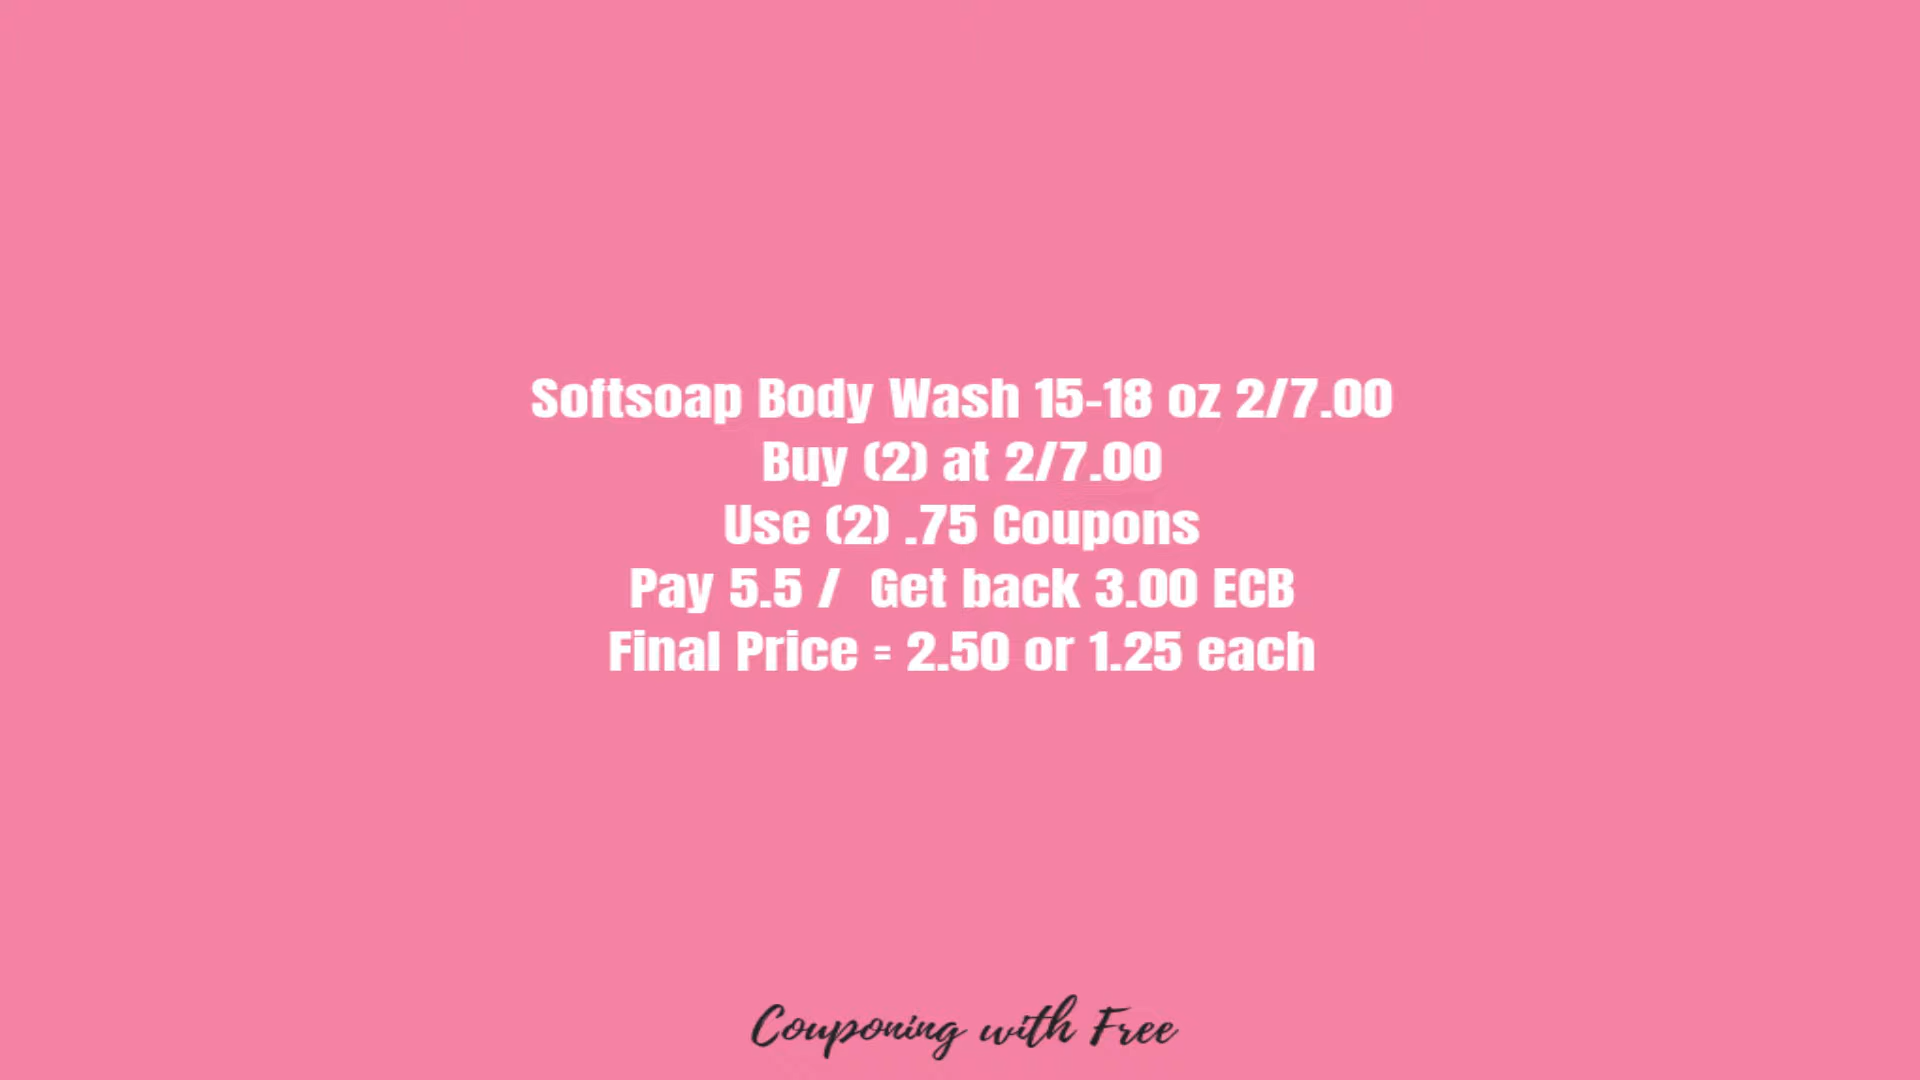 Softsoap Body Wash 15-18 oz 2/7.00
Buy (2) at 2/7.00
Use (2) .75 Coupons
Pay 5.5 /  Get back 3.00 ECB
Final Price = 2.50 or 1.25 each
Couponing with Free